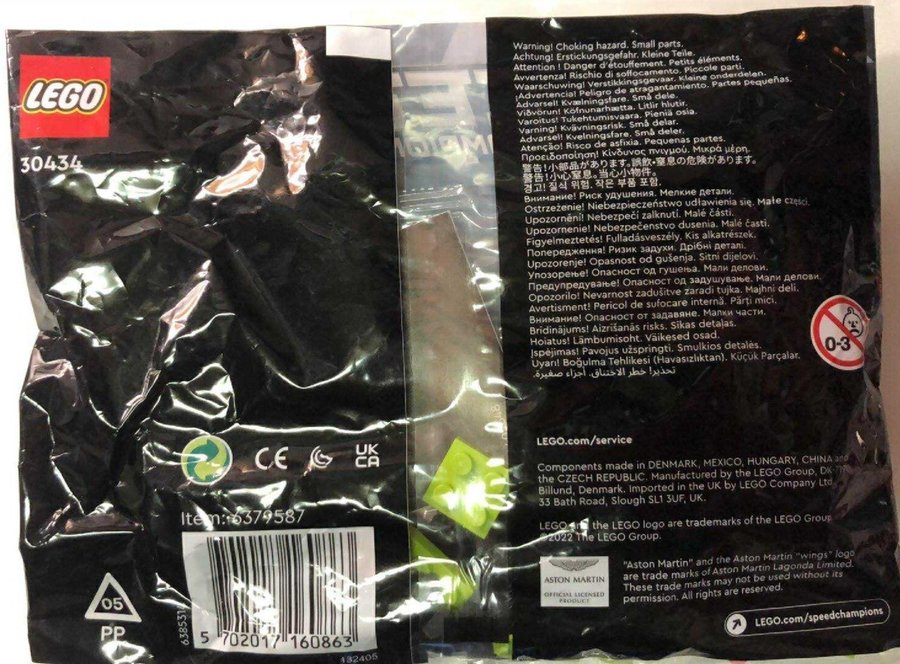 LEGO
30434
CE
UK
CA
Item: 6379587
5 702017 160863
132405
05
PP
Warning! Choking hazard. Small parts.
Achtung! Erstickungsgefahr. Kleine Teile.
Attention ! Danger d'étouffement. Petits éléments.
Avvertenza! Rischio di soffocamento. Piccole parti.
Waarschuwing! Verstikkingsgevaar. Kleine onderdelen.
¡Advertencia! Peligro de atragantamiento. Partes pequeñas.
Advarsel! Kvælningsfare. Små dele.
Viðvörun! Köfnunarhætta. Litlir hlutir.
Varoitus! Tukehtumisvaara. Pieniä osia.
Varning! Kvävningsrisk. Små delar.
Advarsel! Kvelningsfare. Små deler.
Atenção! Risco de asfixia. Pequenas partes.
Προειδοποίηση! Κίνδυνος πνιγμού. Μικρά μέρη.
警告!小部品があります。誤飲・窒息の危険があります。
警告!小心窒息。当心小物件。
경고! 질식 위험. 작은 부품 포함.
Внимание! Риск удушения. Мелкие детали.
Ostrzeżenie! Niebezpieczeństwo udławienia się. Małe części.
Upozornění! Nebezpečí zalknutí. Malé části.
Upozornenie! Nebezpečenstvo dusenia. Malé časti.
Figyelmeztetés! Fulladásveszély. Kis alkatrészek.
Попередження! Ризик задухи. Дрібні деталі.
Upozorenje! Opasnost od gušenja. Sitni dijelovi.
Упозорење! Опасност од гушења. Мали делови.
Предупредување! Опасност од задушување. Мали делови.
Opozorilo! Nevarnost zadušitve zaradi tujka. Majhni deli.
Avertisment! Pericol de sufocare internă. Părți mici.
Внимание! Опасност от задавяне. Малки части.
Brīdinājums! Aizrīšanās risks. Sīkas detaļas.
Hoiatus! Lämbumisoht. Väikesed osad.
Įspėjimas! Pavojus užspringti. Smulkios detalės.
Uyarı! Boğulma Tehlikesi (Havasızlıktan). Küçük Parçalar.
تحذير! خطر الاختناق. أجزاء صغيرة.
0-3
LEGO.com/service
Components made in DENMARK, MEXICO, HUNGARY, CHINA and
the CZECH REPUBLIC. Manufactured by the LEGO Group, DK-
Billund, Denmark. Imported in the UK by LEGO Company Ltd
33 Bath Road, Slough SL1 3UF, UK.
LEGO and the LEGO logo are trademarks of the LEGO Group
©2022 The LEGO Group.
ASTON MARTIN
OFFICIAL LICENSED
PRODUCT
"Aston Martin" and the Aston Martin "wings" logo
are trade marks of Aston Martin Lagonda Limited.
These trade marks may not be used without its
permission. All rights are reserved.
LEGO.com/speedchampions